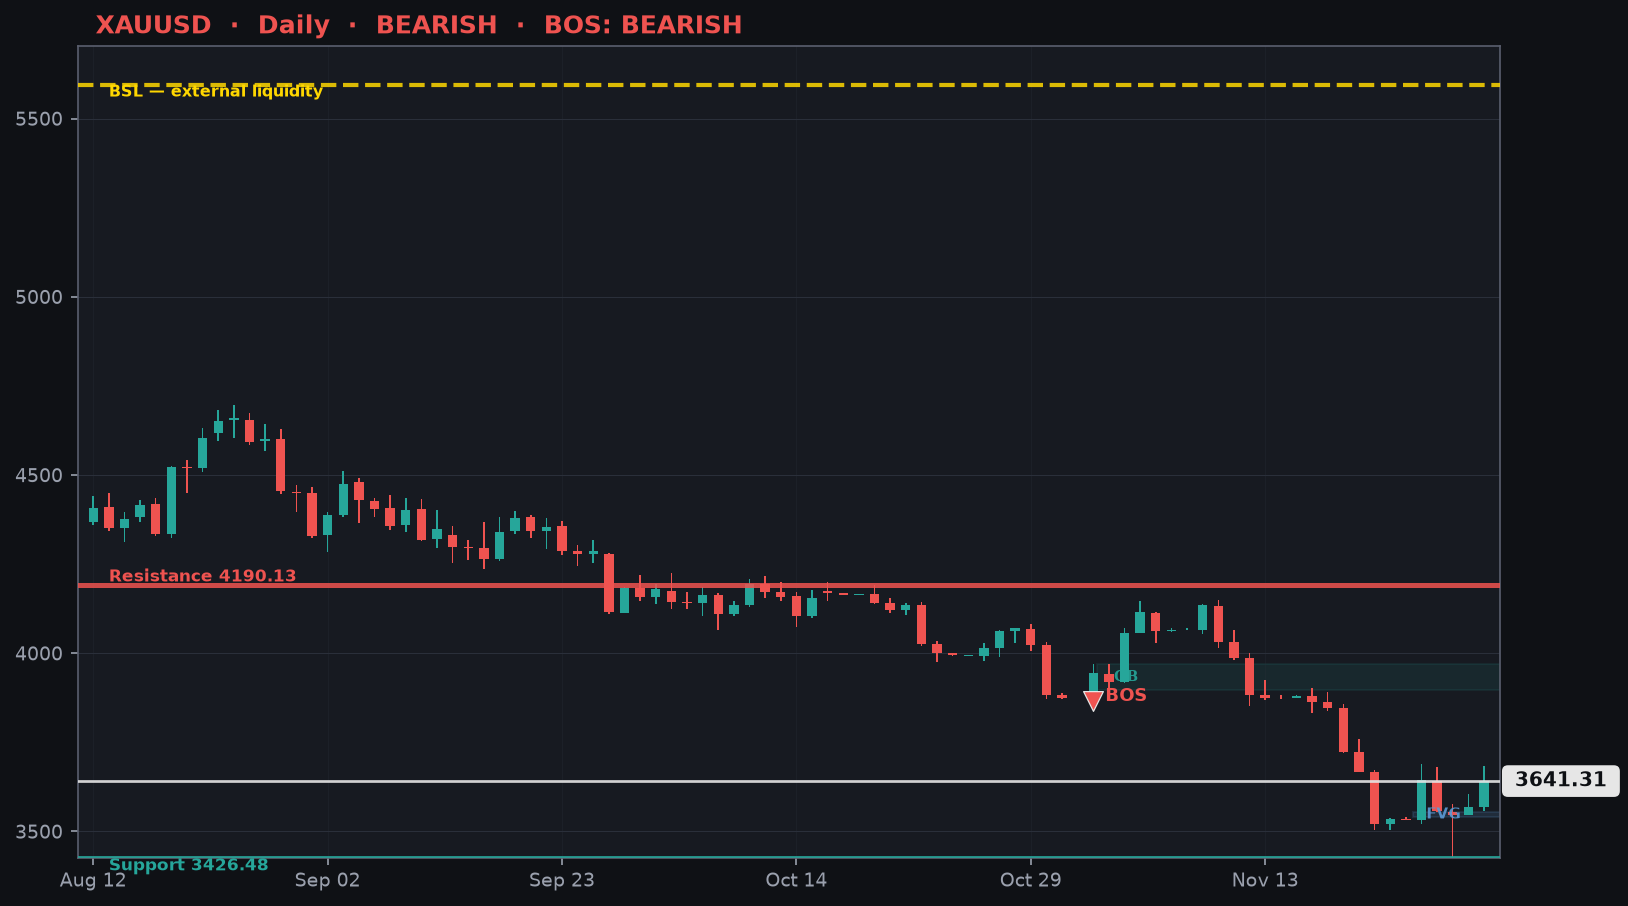 XAUUSD · Daily · BEARISH · BOS: BEARISH
BSL — external liquidity
5500
5000
4500
Resistance 4190.13
4000
OB
BOS
3641.31
FVG
3500
Support 3426.48
Aug 12
Sep 02
Sep 23
Oct 14
Oct 29
Nov 13